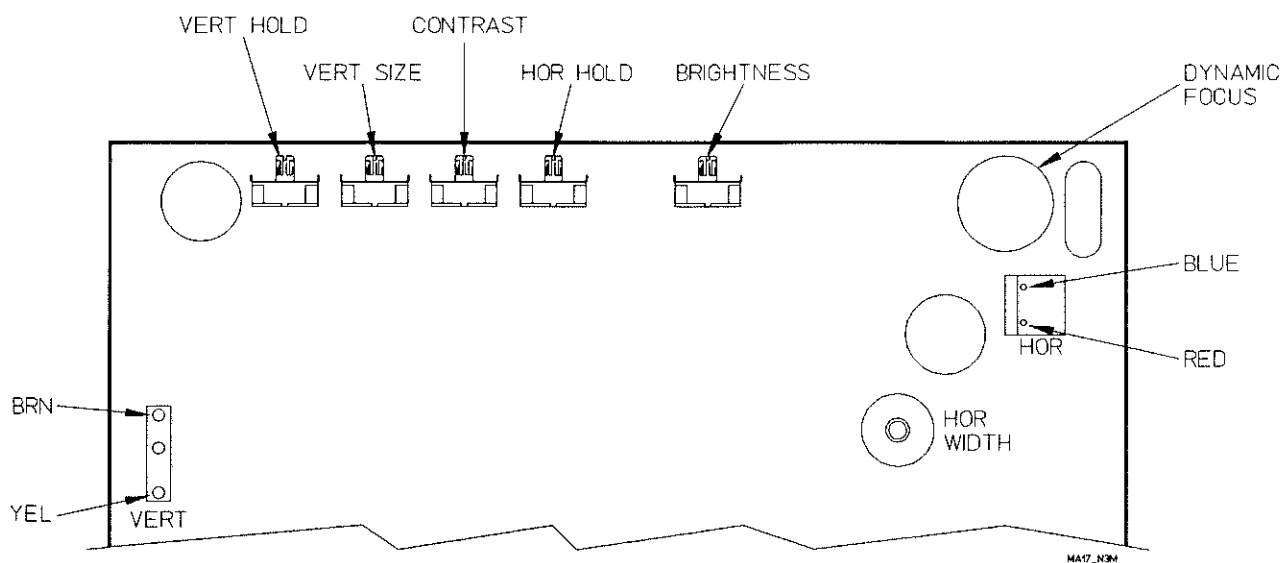 VERT HOLD
CONTRAST
VERT SIZE
HOR HOLD
BRIGHTNESS
DYNAMIC
FOCUS
BLUE
HOR
RED
BRN
HOR
WIDTH
YEL
VERT
MA17_N3M